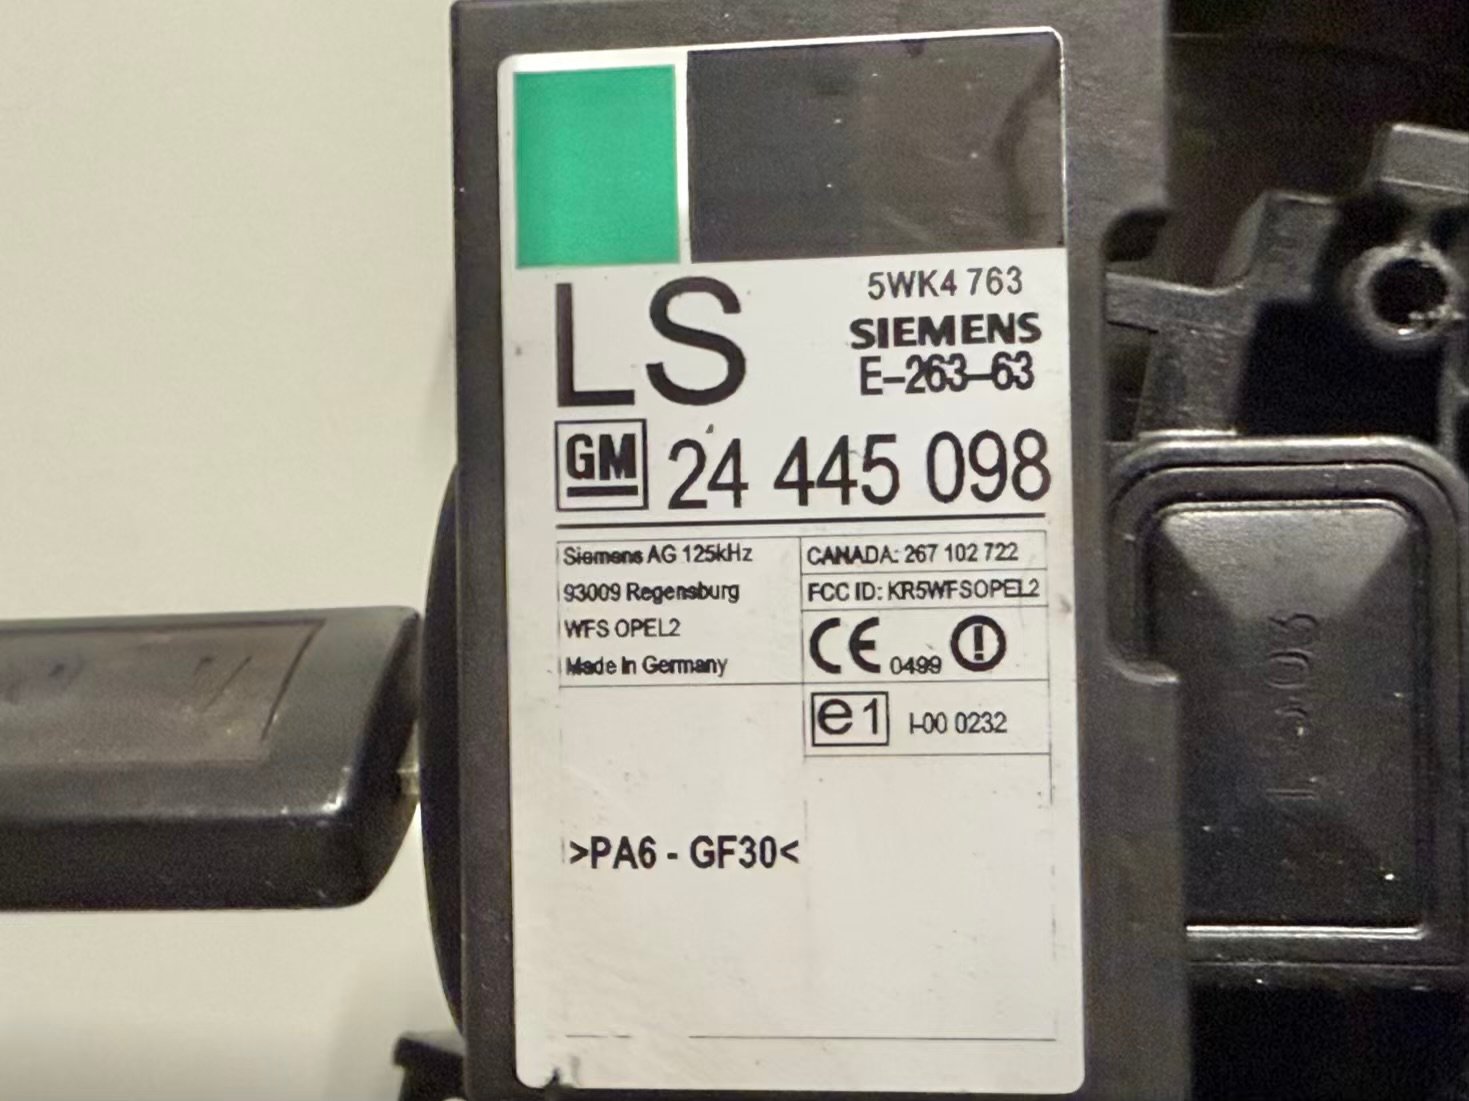 LS
5WK4 763
SIEMENS
E-263-63
GM 24 445 098
Siemens AG 125kHz
93009 Regensburg
WFS OPEL2
Made In Germany
CANADA: 267 102 722
FCC ID: KR5WFSOPEL2
CE 0499
e1 I-00 0232
>PA6 - GF30<